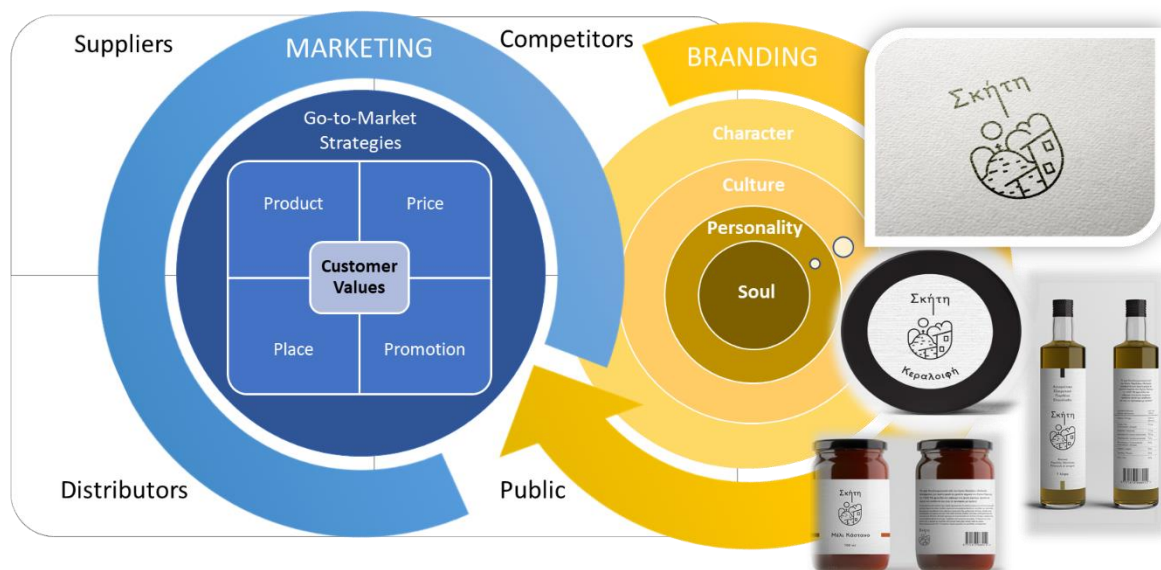 Suppliers
MARKETING
Competitors
BRANDING
Go-to-Market
Strategies
Product
Price
Customer
Values
Place
Promotion
Distributors
Public
Character
Culture
Personality
Soul
Σκήτη
Σκήτη
Κεραλοιφή
Σκήτη
Μέλι Κάστανο
Σκήτη